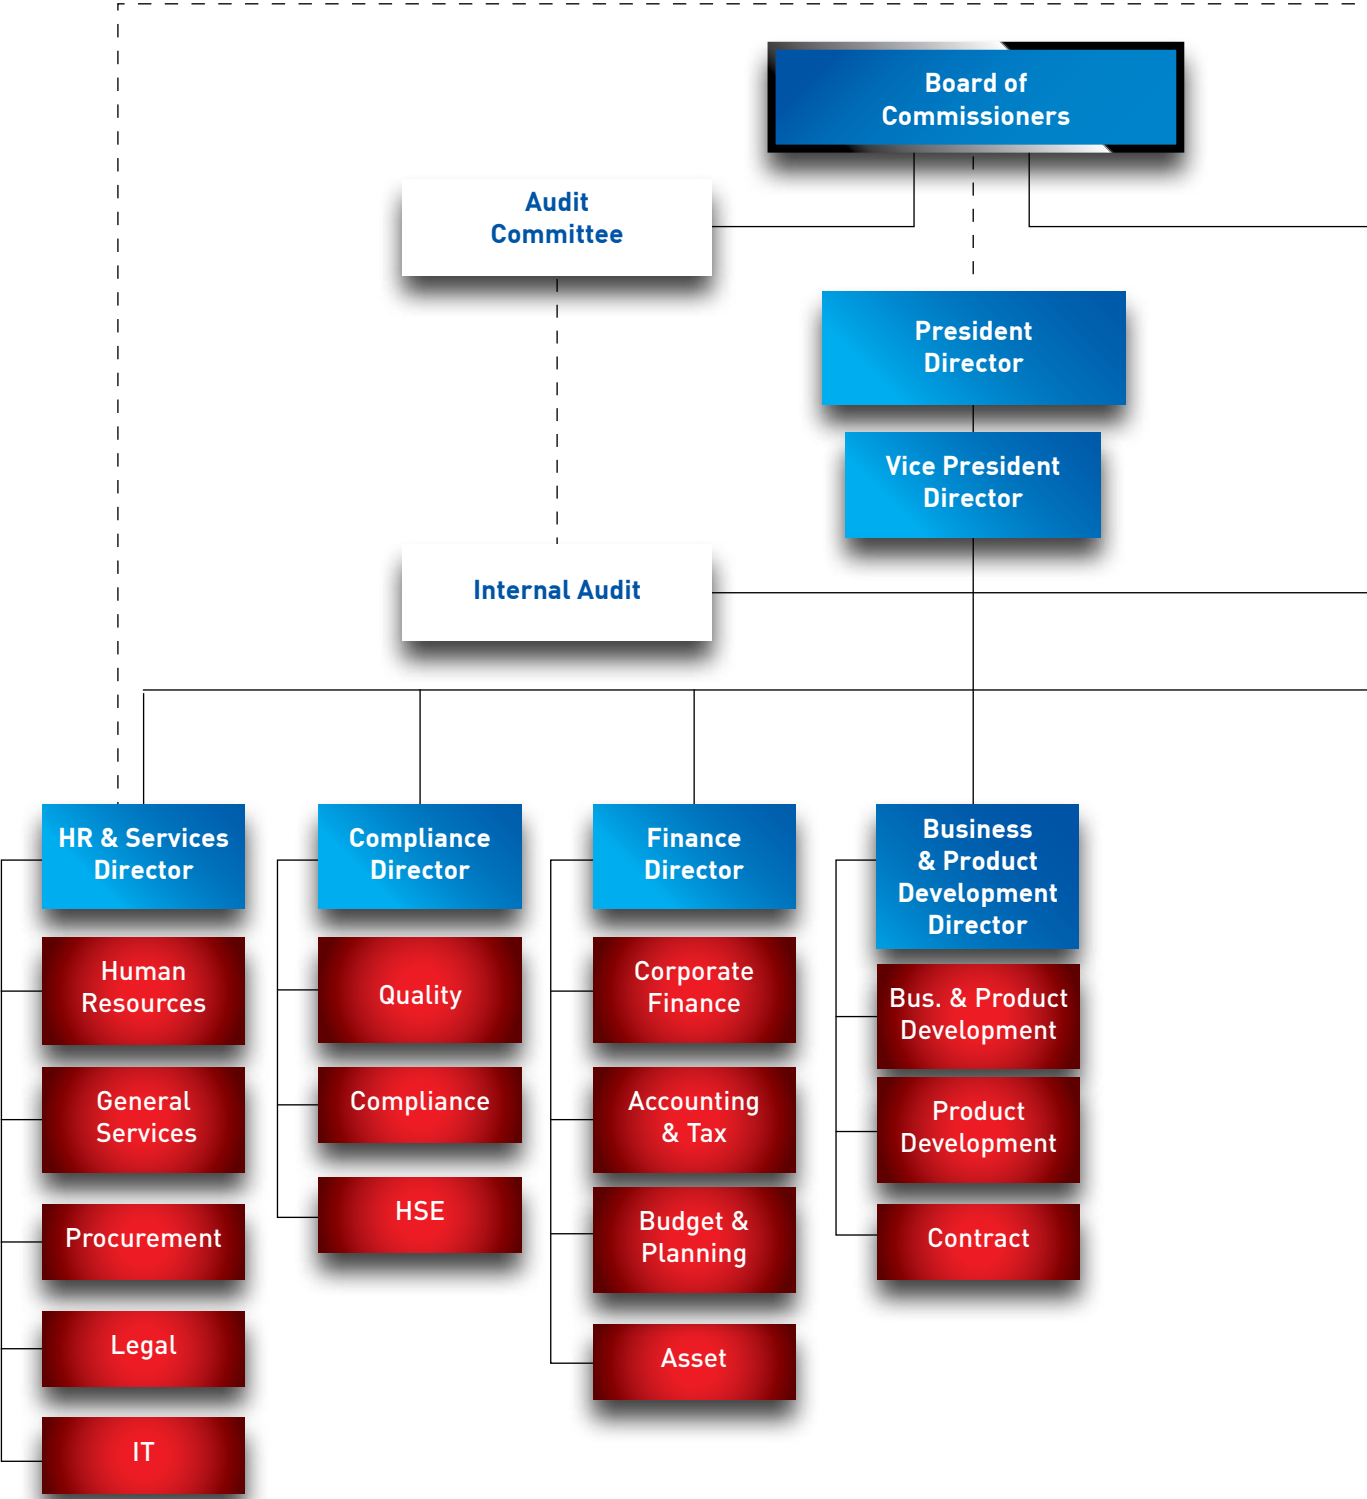 Board of
Commissioners
Audit
Committee
President
Director
Vice President
Director
Internal Audit
HR & Services
Director
Human
Resources
General
Services
Procurement
Legal
IT
Compliance
Director
Quality
Compliance
HSE
Finance
Director
Corporate
Finance
Accounting
& Tax
Budget &
Planning
Asset
Business
& Product
Development
Director
Bus. & Product
Development
Product
Development
Contract